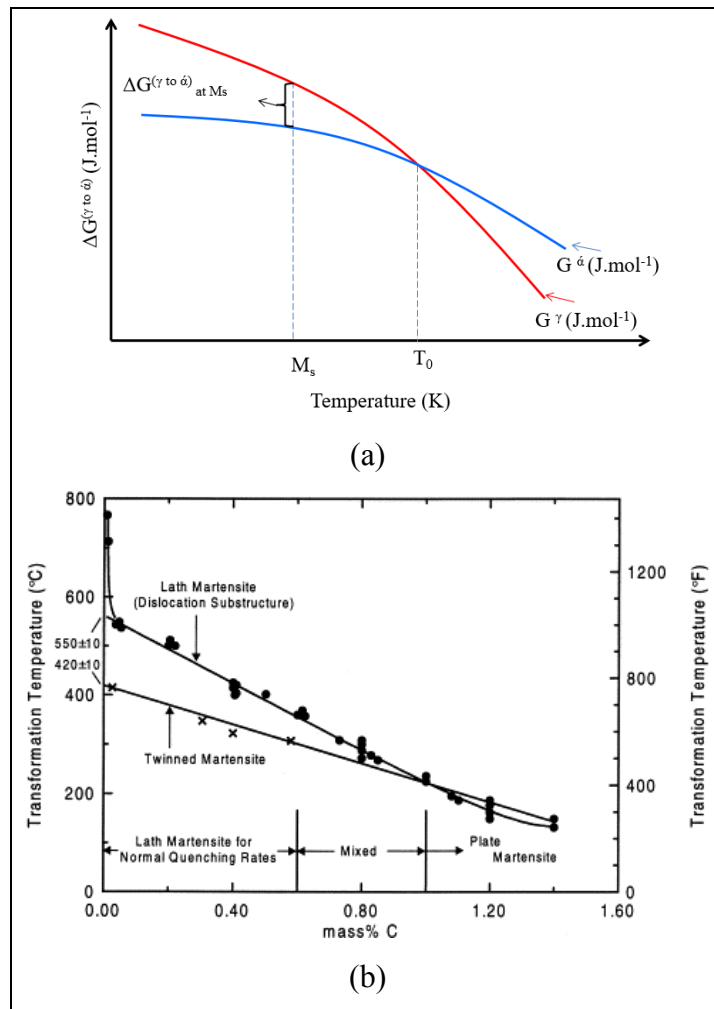 ΔG^(γ to ά) at Ms
ΔG^(γ to ά) (J.mol-1)
G ά (J.mol-1)
G γ (J.mol-1)
Ms
T0
Temperature (K)
(a)
800
600
550±10
420±10
400
200
0
Transformation Temperature (°C)
Lath Martensite
(Dislocation Substructure)
Twinned Martensite
Lath Martensite for
Normal Quenching Rates
Mixed
Plate
Martensite
1200
800
400
0
Transformation Temperature (°F)
0.00
0.40
0.80
1.20
1.60
mass% C
(b)